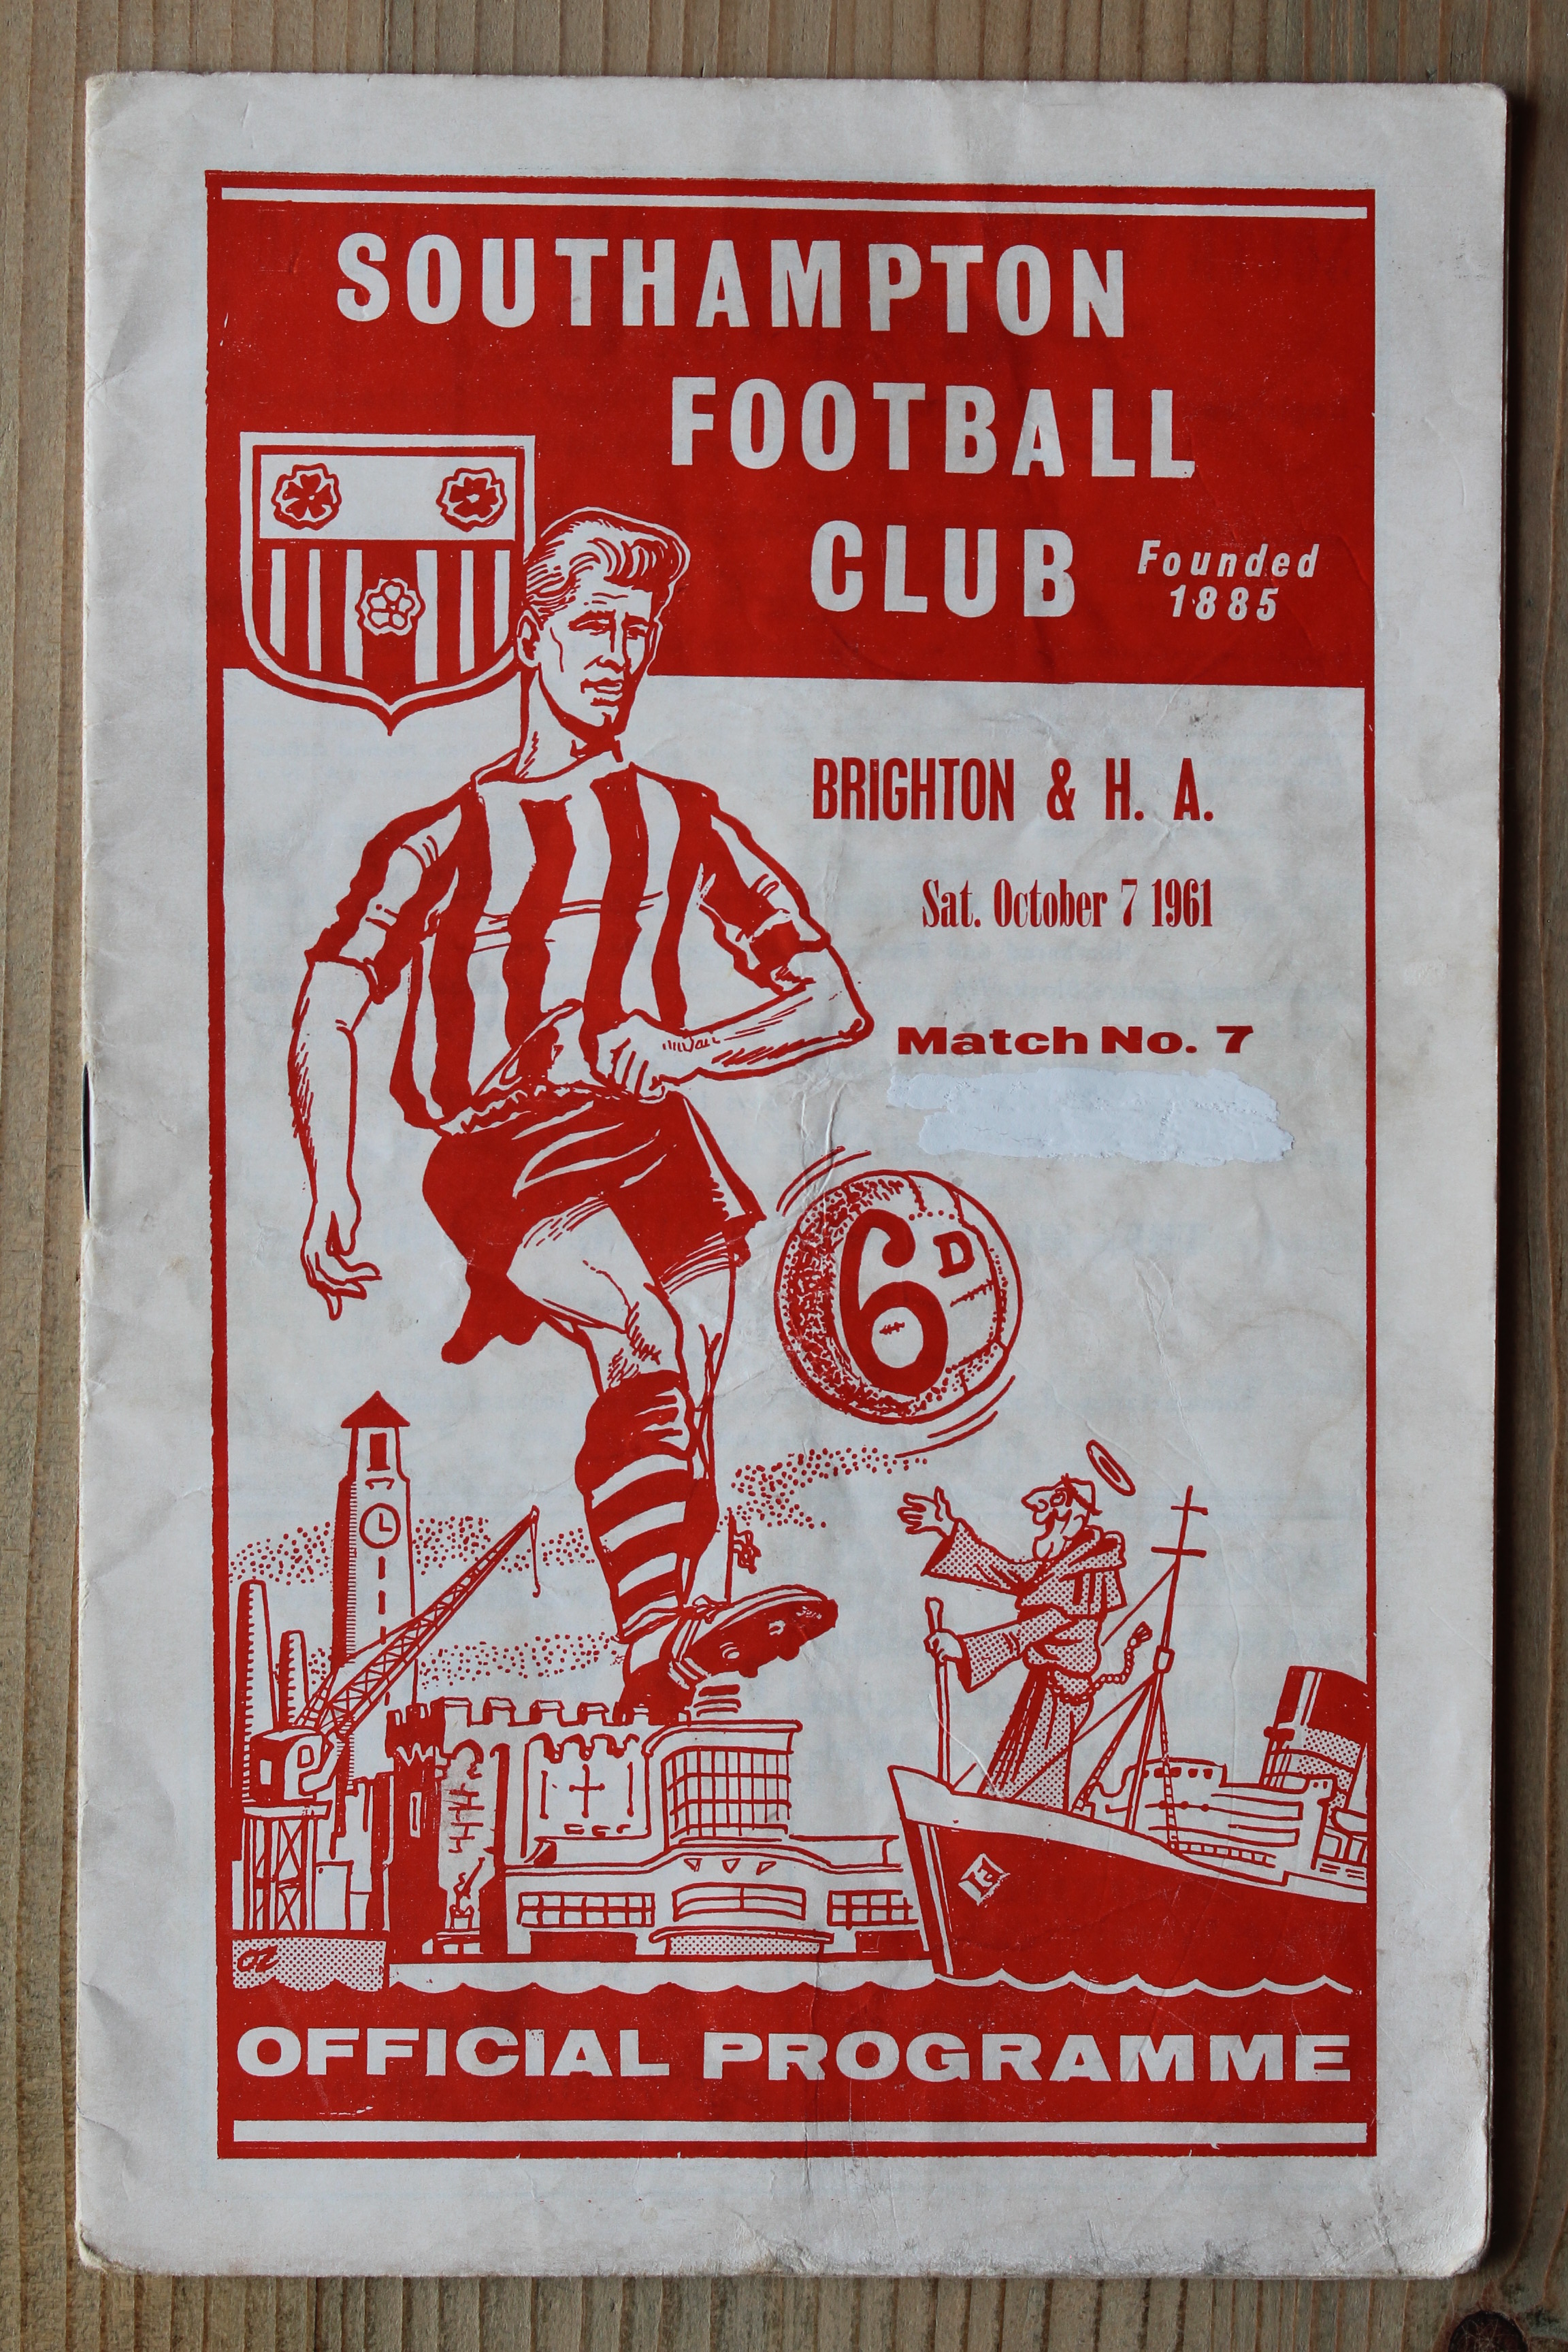 SOUTHAMPTON
FOOTBALL
CLUB
Founded
1885
BRIGHTON & H. A.
Sat. October 7 1961
Match No. 7
6D
OFFICIAL PROGRAMME